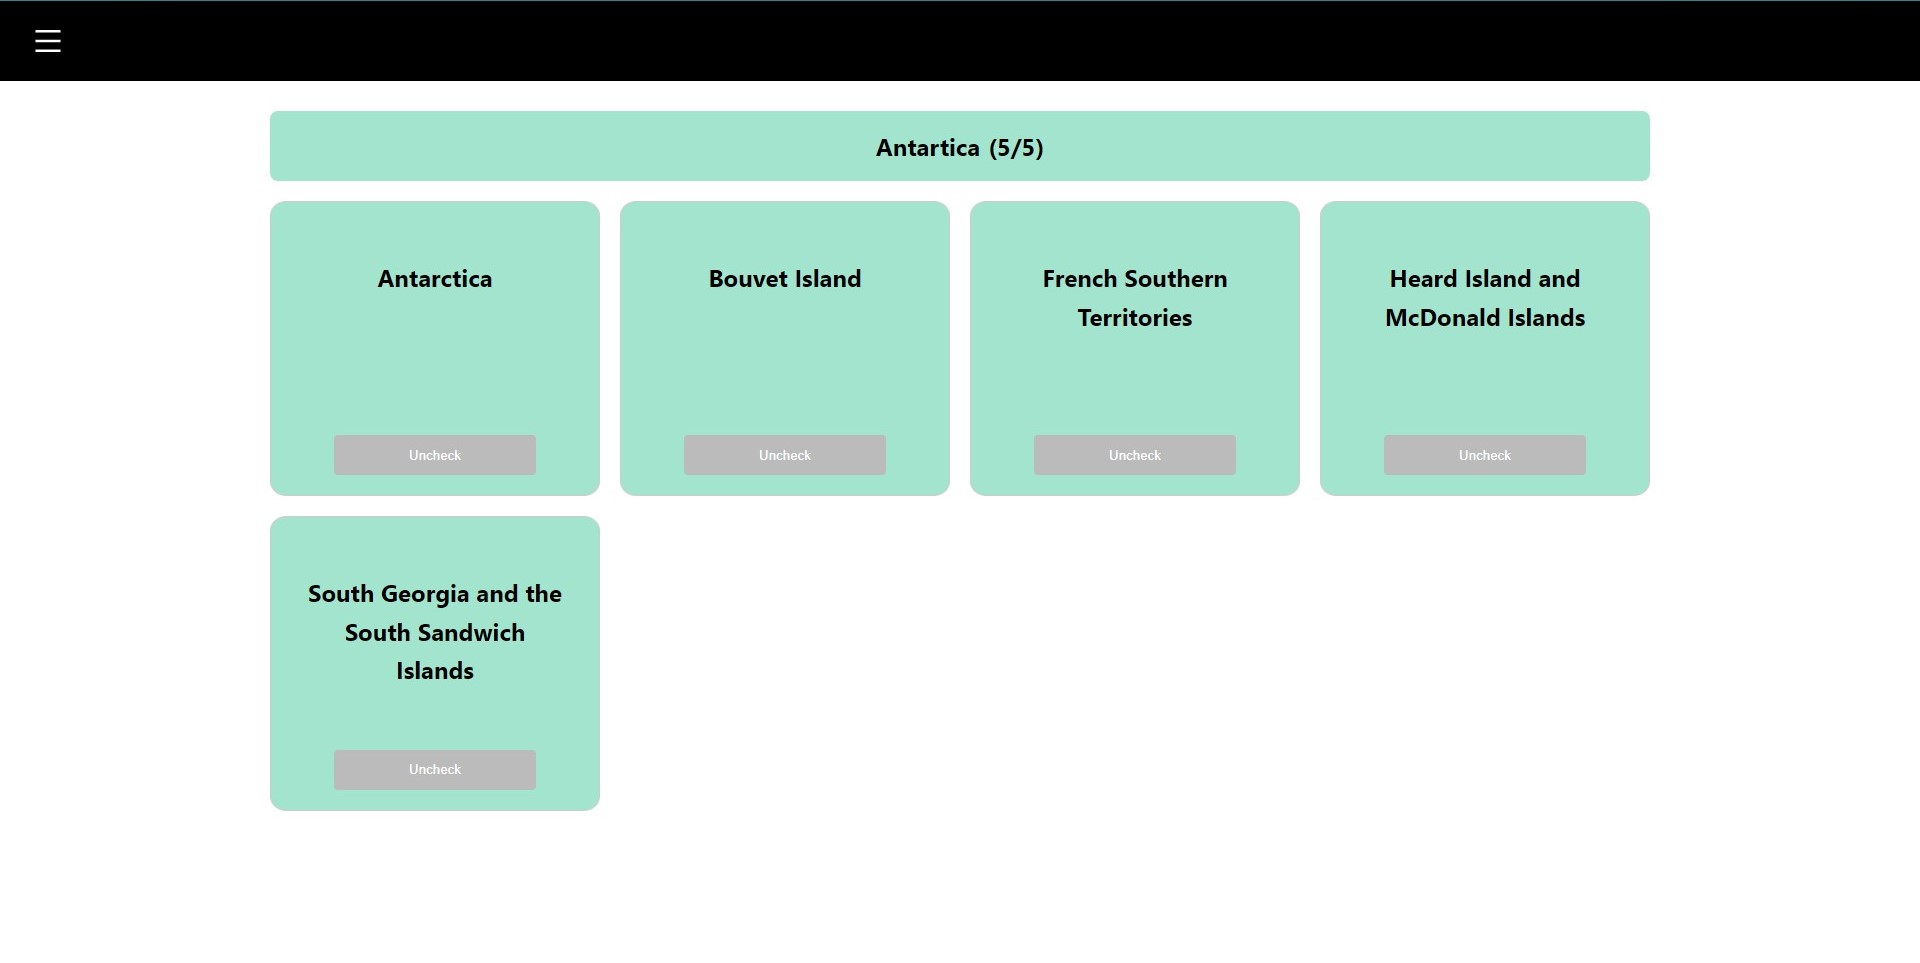 Antartica (5/5)
Antarctica
Uncheck
Bouvet Island
Uncheck
French Southern
Territories
Uncheck
Heard Island and
McDonald Islands
Uncheck
South Georgia and the
South Sandwich
Islands
Uncheck